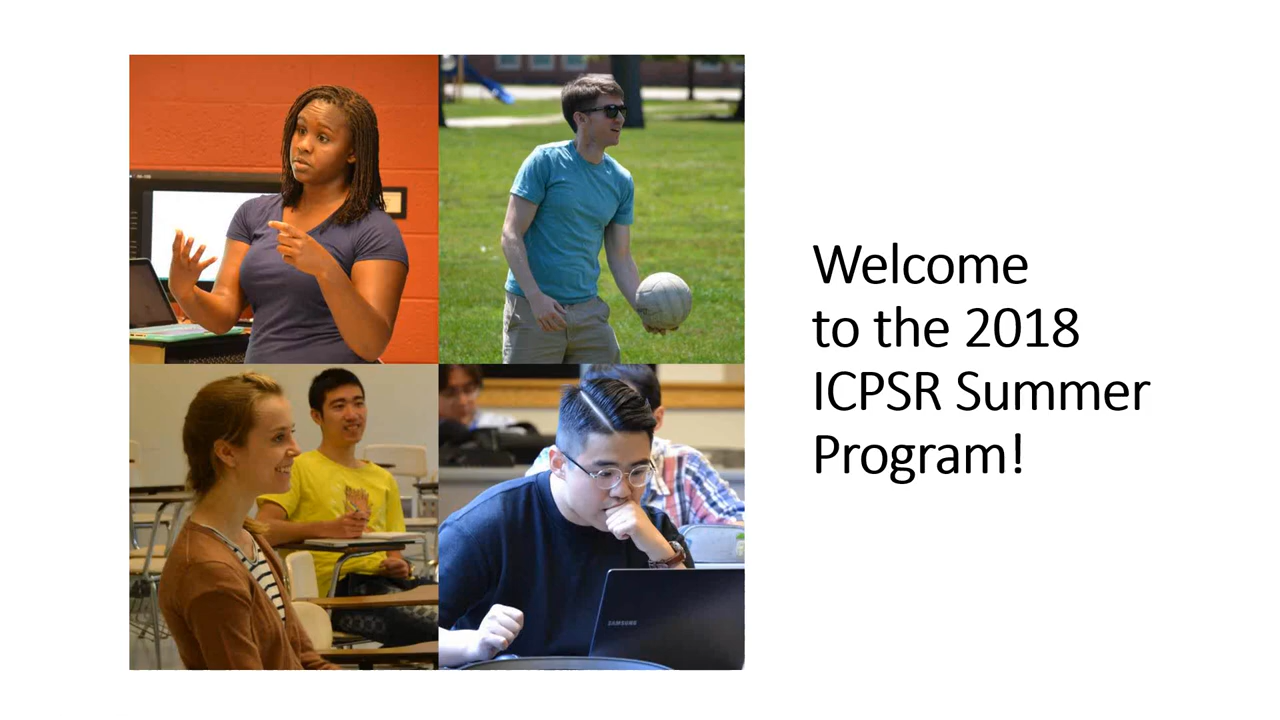 Welcome
to the 2018
ICPSR Summer
Program!
SAMSUNG